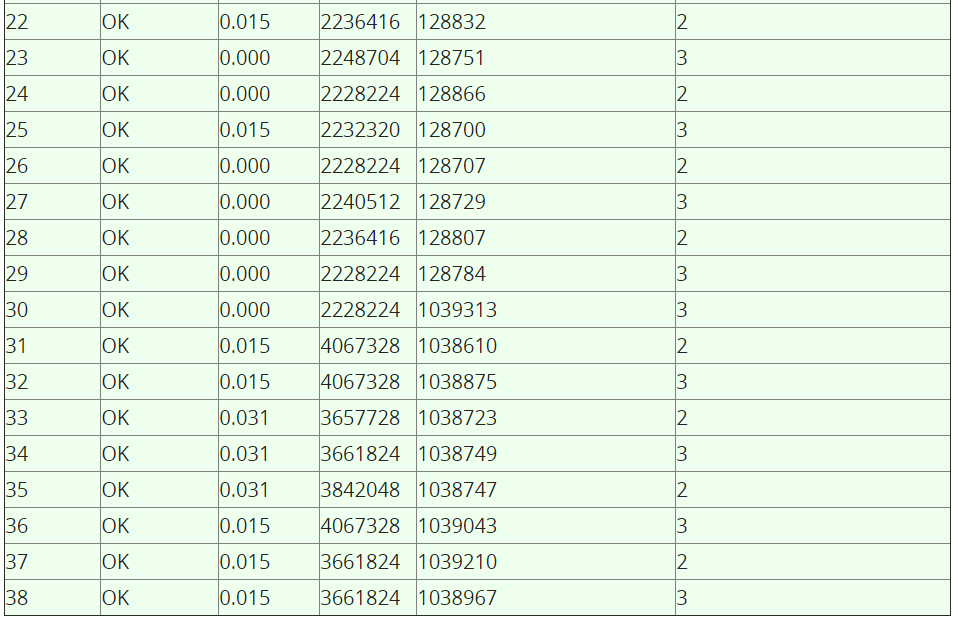 22 OK 0.015 2236416 128832 2
23 OK 0.000 2248704 128751 3
24 OK 0.000 2228224 128866 2
25 OK 0.015 2232320 128700 3
26 OK 0.000 2228224 128707 2
27 OK 0.000 2240512 128729 3
28 OK 0.000 2236416 128807 2
29 OK 0.000 2228224 128784 3
30 OK 0.000 2228224 1039313 3
31 OK 0.015 4067328 1038610 2
32 OK 0.015 4067328 1038875 3
33 OK 0.031 3657728 1038723 2
34 OK 0.031 3661824 1038749 3
35 OK 0.031 3842048 1038747 2
36 OK 0.015 4067328 1039043 3
37 OK 0.015 3661824 1039210 2
38 OK 0.015 3661824 1038967 3